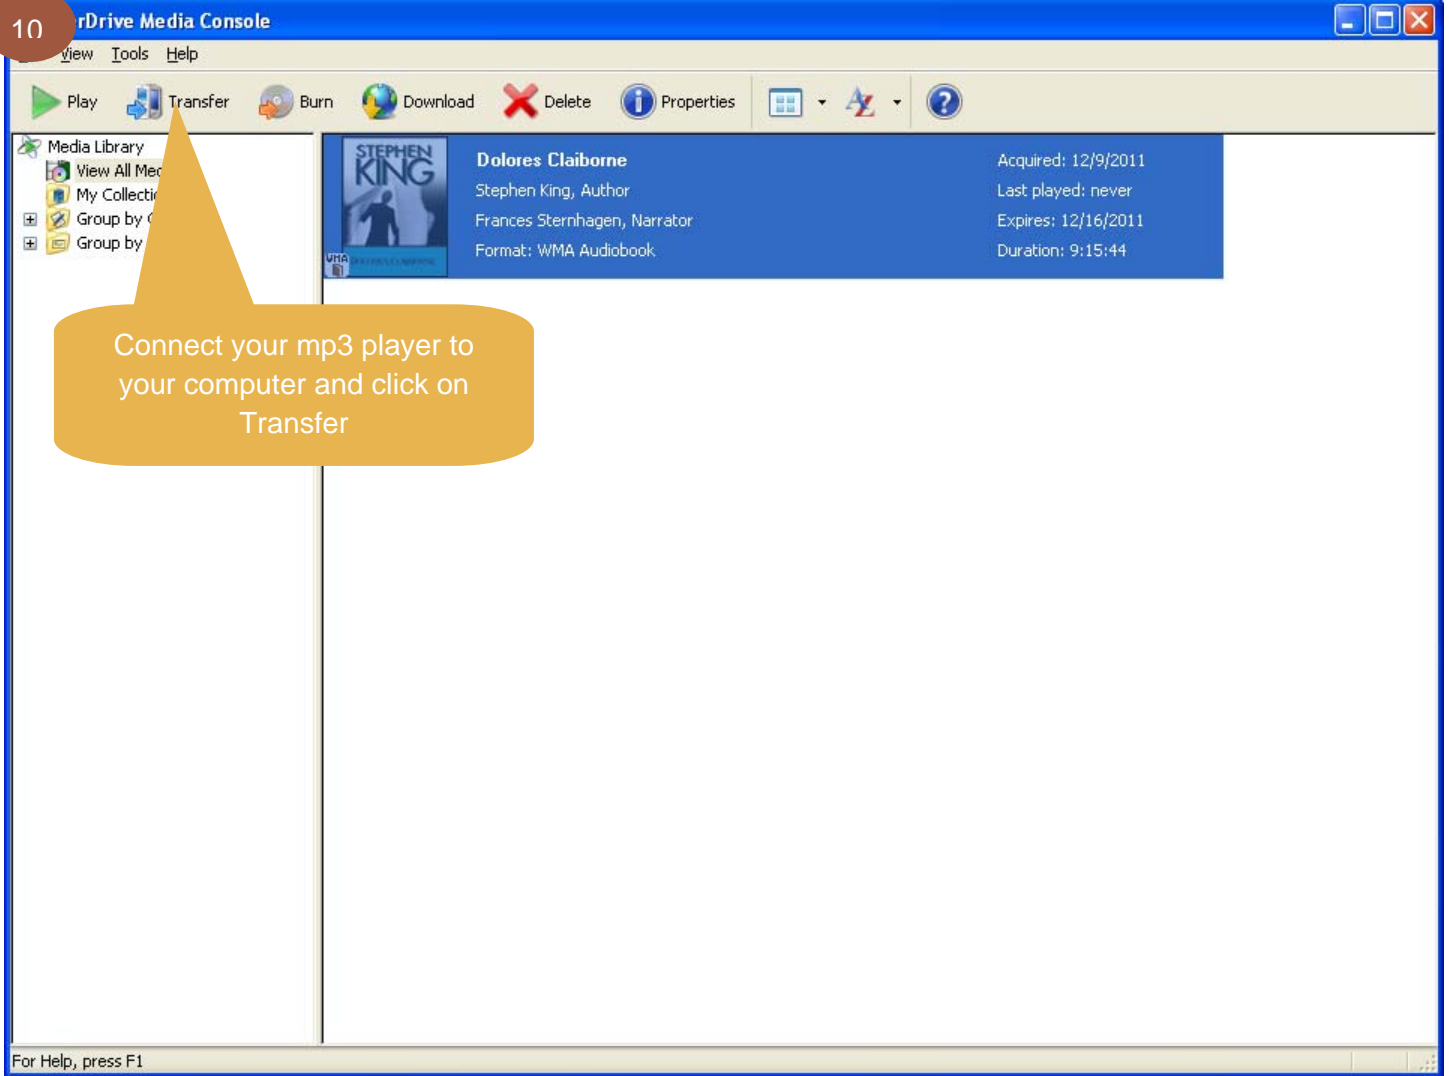 10
rDrive Media Console
View Tools Help
Play Transfer Burn Download Delete Properties
Media Library
View All Med
My Collecti
Group by
Group by
STEPHEN
KING
WMA
DOLORES CLAIBORNE
Dolores Claiborne
Stephen King, Author
Frances Sternhagen, Narrator
Format: WMA Audiobook
Acquired: 12/9/2011
Last played: never
Expires: 12/16/2011
Duration: 9:15:44
Connect your mp3 player to
your computer and click on
Transfer
For Help, press F1